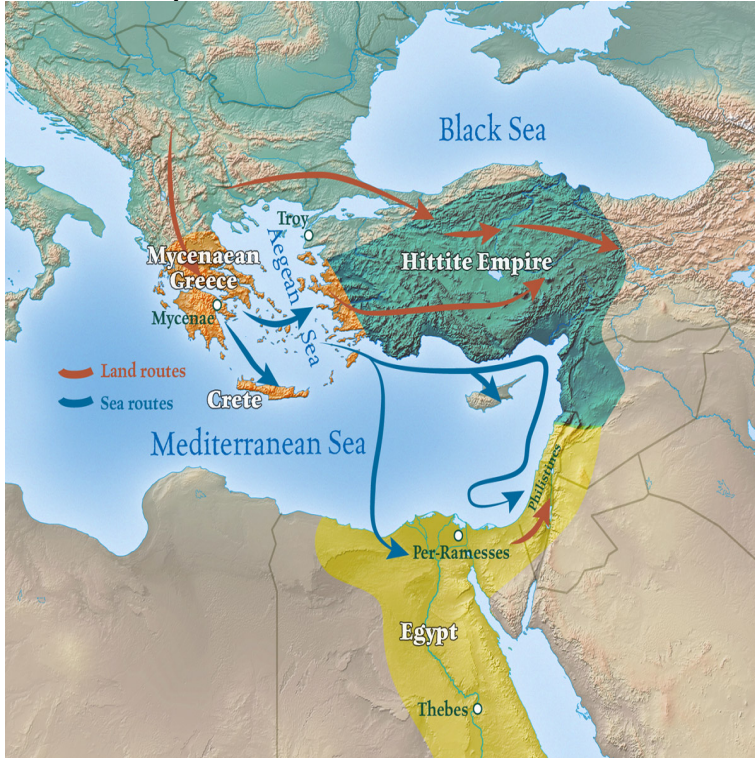 Black Sea
Troy
Aegean
Sea
Mycenaean
Greece
Hittite Empire
Mycenae
Land routes
Crete
Sea routes
Mediterranean Sea
Philistines
Per-Ramesses
Egypt
Thebes